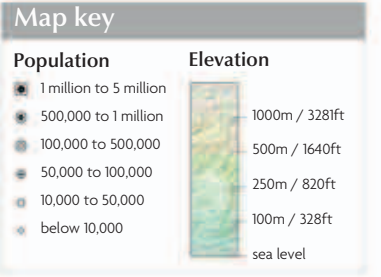 Map key
Population
1 million to 5 million
500,000 to 1 million
100,000 to 500,000
50,000 to 100,000
10,000 to 50,000
below 10,000
Elevation
1000m / 3281ft
500m / 1640ft
250m / 820ft
100m / 328ft
sea level